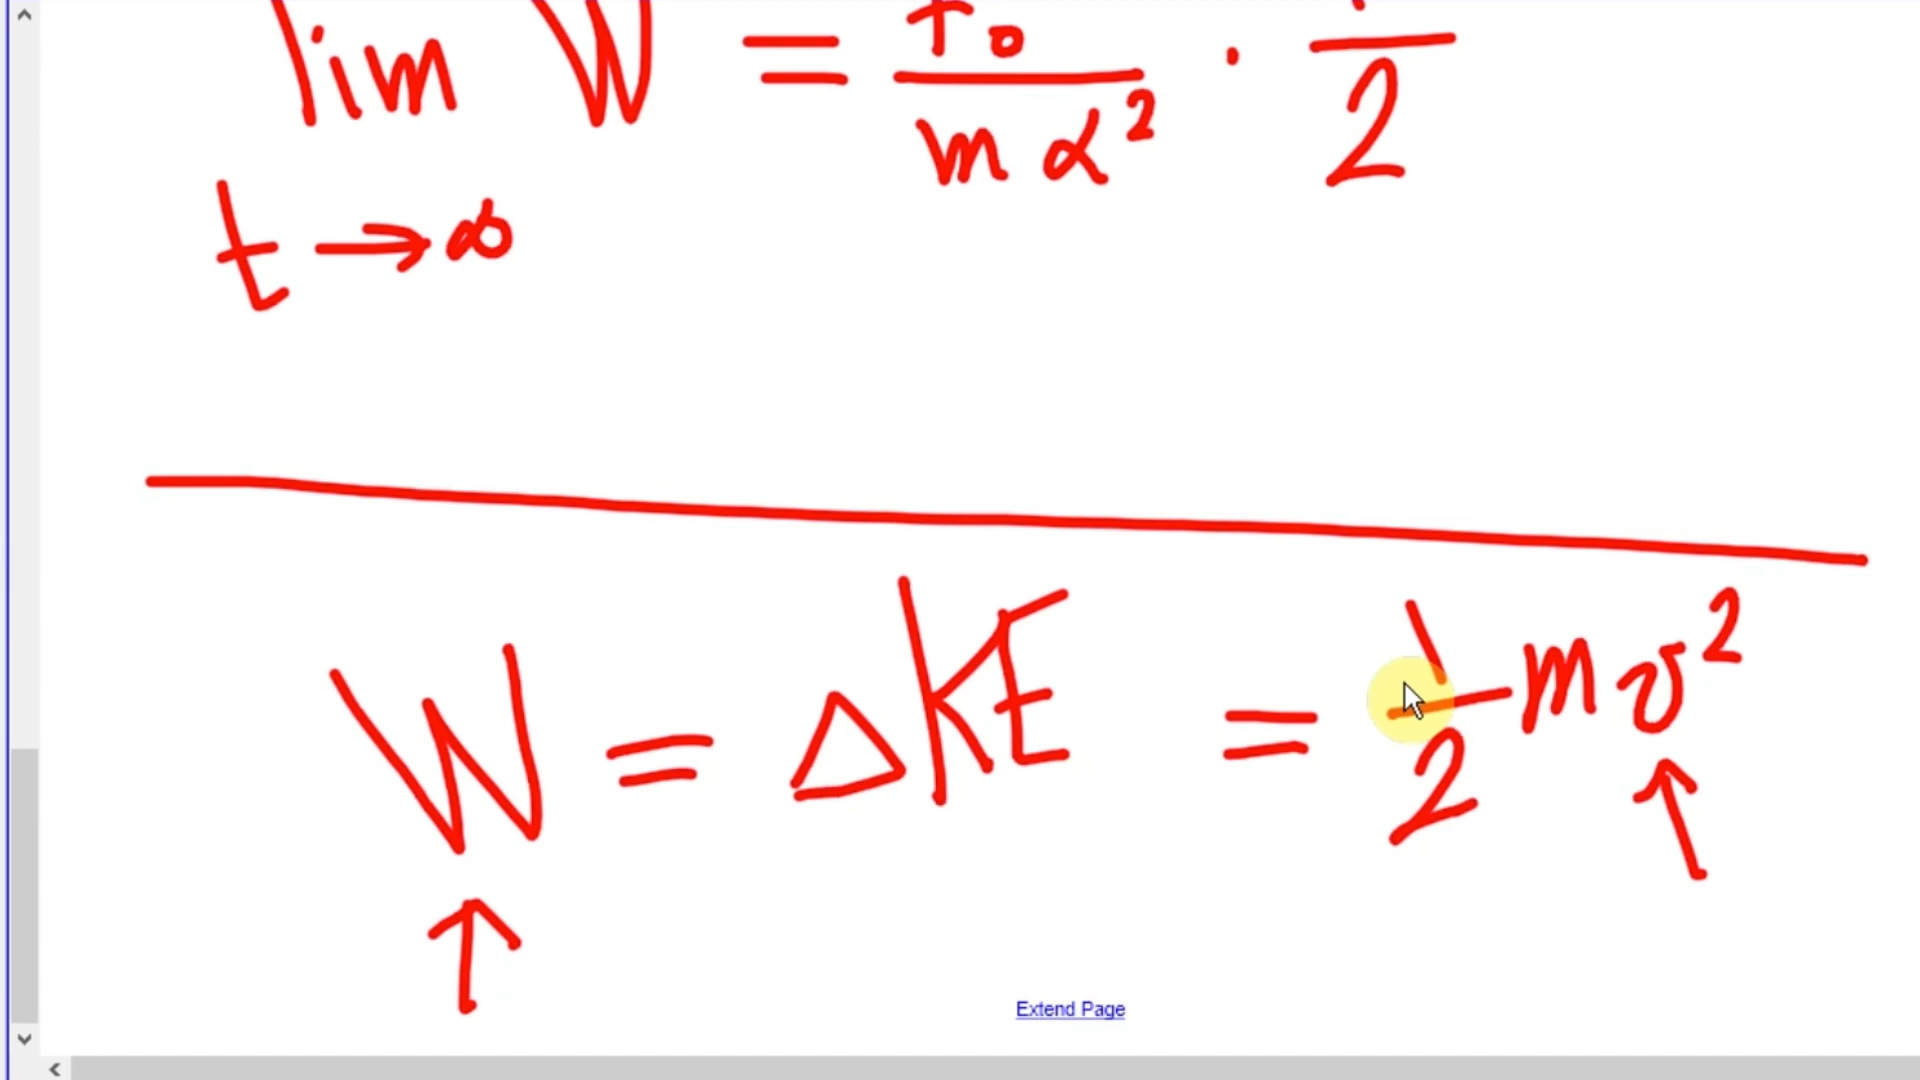 lim W = F₀ / mα² · 1/2
t → ∞
W = ΔKE = 1/2 mv²
Extend Page